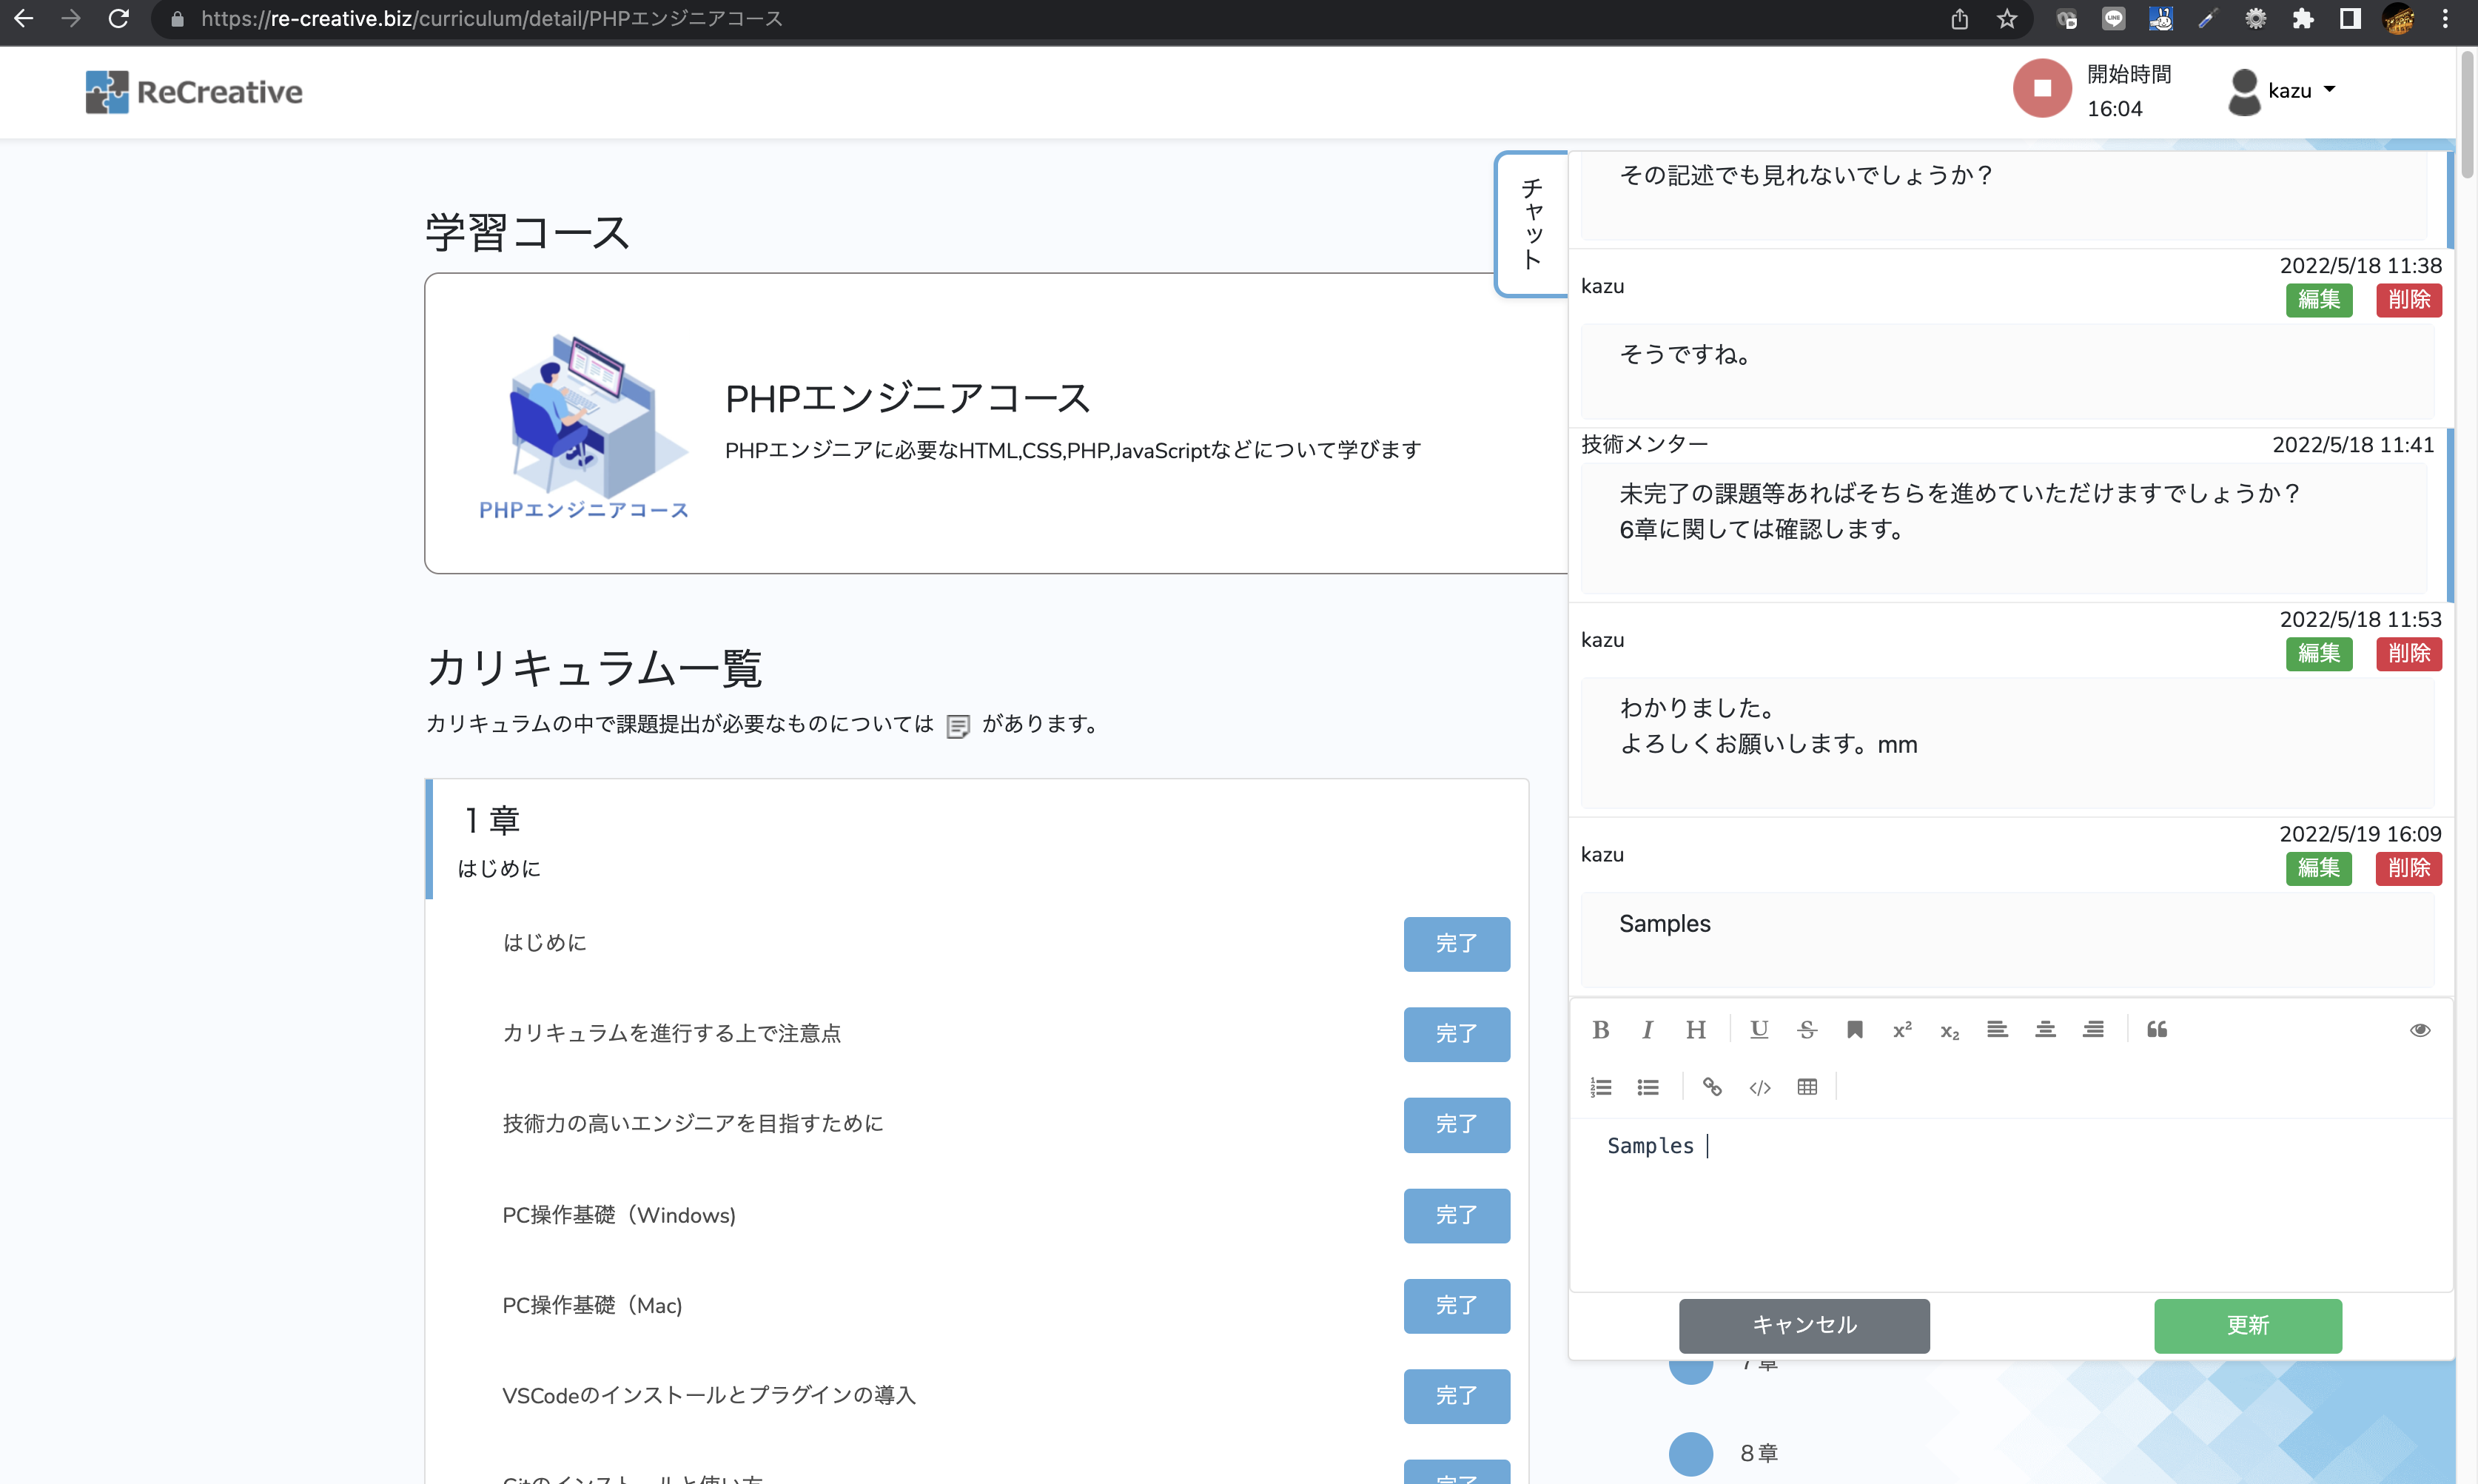 https://re-creative.biz/curriculum/detail/PHPエンジニアコース
ReCreative
開始時間
16:04
kazu
学習コース
PHPエンジニアコース
PHPエンジニアコース
PHPエンジニアに必要なHTML,CSS,PHP,JavaScriptなどについて学びます
カリキュラム一覧
カリキュラムの中で課題提出が必要なものについては があります。
1 章
はじめに
はじめに 完了
カリキュラムを進行する上で注意点 完了
技術力の高いエンジニアを目指すために 完了
PC操作基礎（Windows) 完了
PC操作基礎（Mac) 完了
VSCodeのインストールとプラグインの導入 完了
Gitのインストールと使い方 完了
チャット
その記述でも見れないでしょうか？
2022/5/18 11:38
kazu
編集 削除
そうですね。
技術メンター 2022/5/18 11:41
未完了の課題等あればそちらを進めていただけますでしょうか？
6章に関しては確認します。
2022/5/18 11:53
kazu
編集 削除
わかりました。
よろしくお願いします。mm
2022/5/19 16:09
kazu
編集 削除
Samples
Samples
キャンセル 更新
7 章
8 章